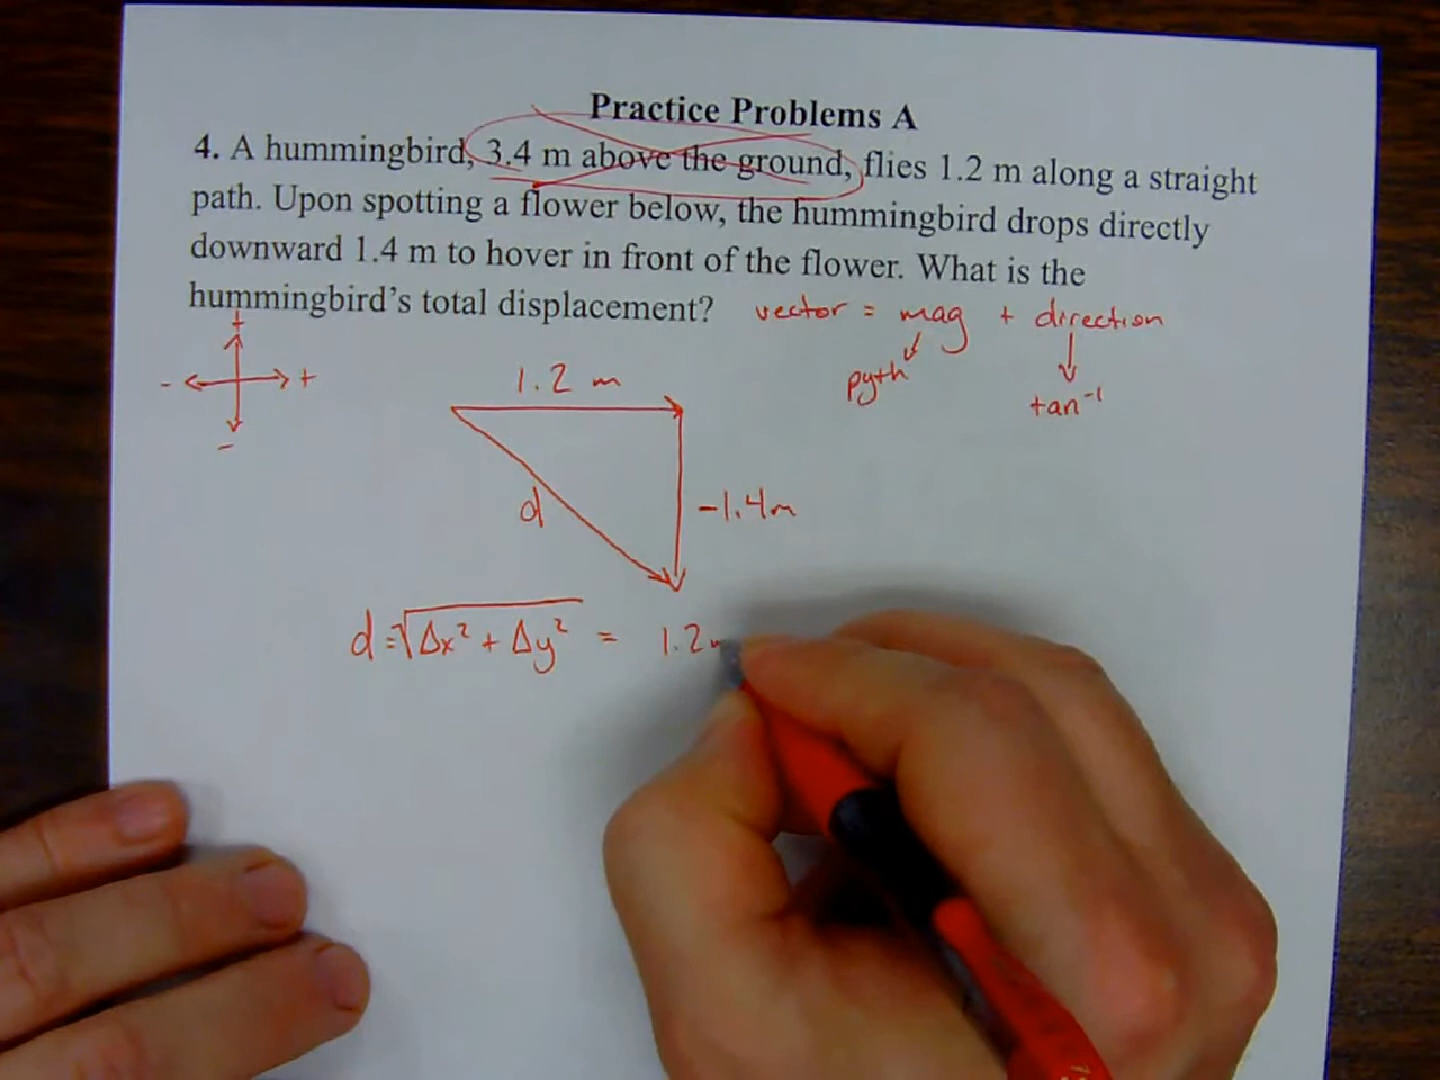 Practice Problems A
4. A hummingbird, 3.4 m above the ground, flies 1.2 m along a straight
path. Upon spotting a flower below, the hummingbird drops directly
downward 1.4 m to hover in front of the flower. What is the
hummingbird's total displacement? vector = mag + direction
pyth
tan⁻¹
+
- +
-
1.2 m
d
-1.4m
d=√Δx²+Δy² = 1.2